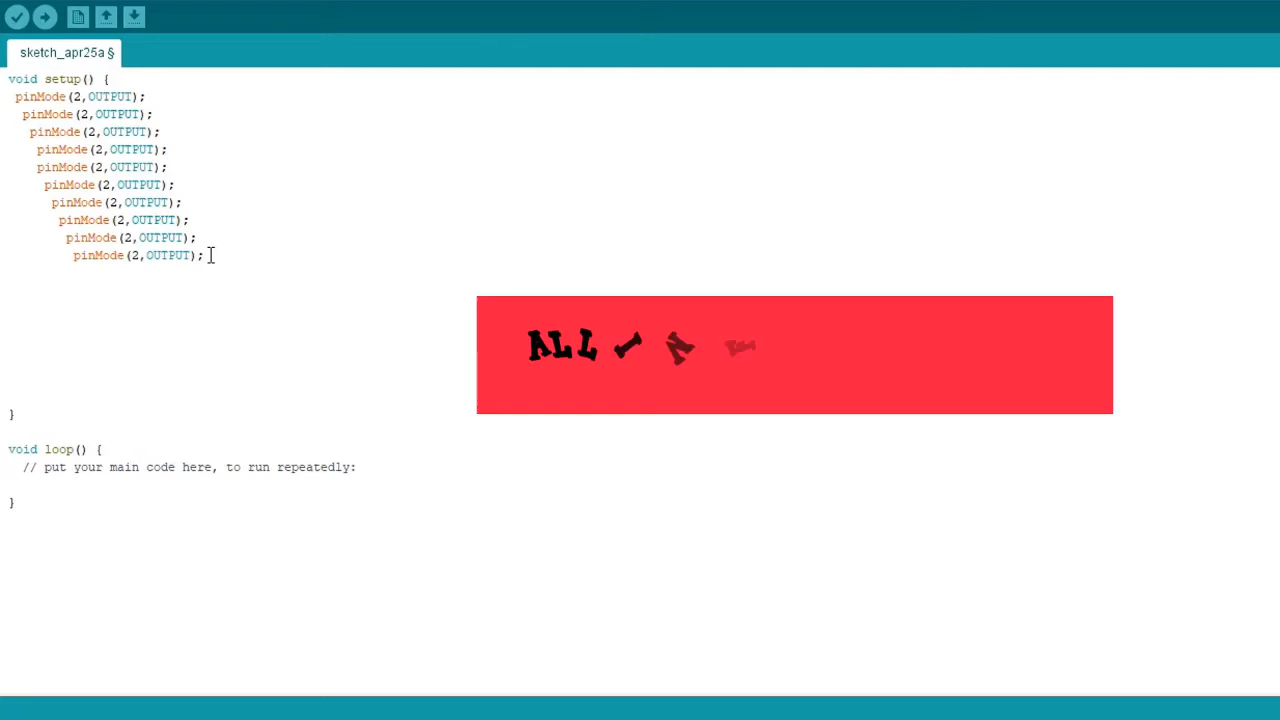 sketch_apr25a §
void setup() {
pinMode(2,OUTPUT);
pinMode(2,OUTPUT);
pinMode(2,OUTPUT);
pinMode(2,OUTPUT);
pinMode(2,OUTPUT);
pinMode(2,OUTPUT);
pinMode(2,OUTPUT);
pinMode(2,OUTPUT);
pinMode(2,OUTPUT);
pinMode(2,OUTPUT);
ALL IN
}
void loop() {
// put your main code here, to run repeatedly:
}